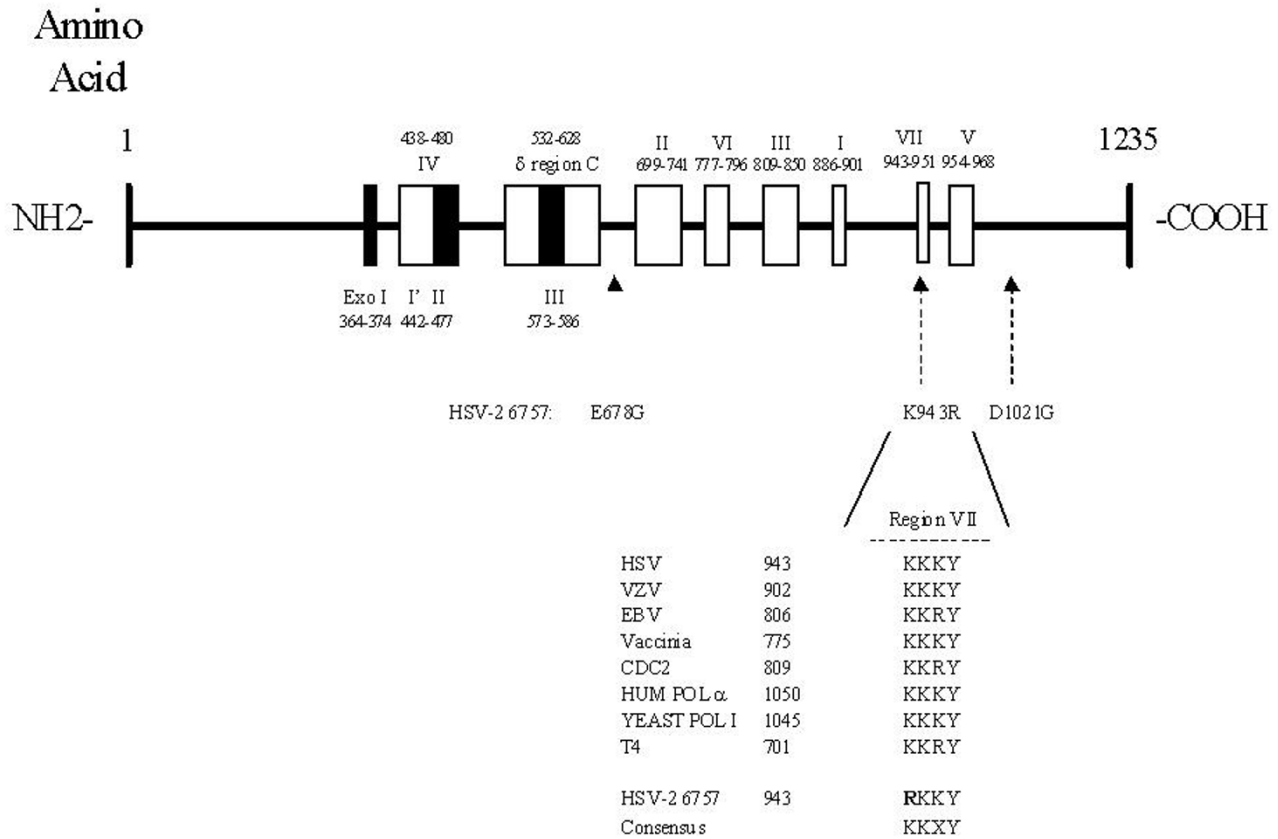 Amino
Acid
1
438-480
532-628
II
VI
III
I
VII
V
1235
IV
δ region C
699-741
777-796
809-850
886-901
943-951
954-968
NH2-
-COOH
Exo I
I' II
III
364-374
442-477
573-586
HSV-2 6757: E678G K943R D1021G
Region VII
HSV 943 KKKY
VZV 902 KKKY
EBV 806 KKRY
Vaccinia 775 KKKY
CDC2 809 KKRY
HUM POL α 1050 KKKY
YEAST POL I 1045 KKKY
T4 701 KKRY
HSV-2 6757 943 RKKY
Consensus KKXY